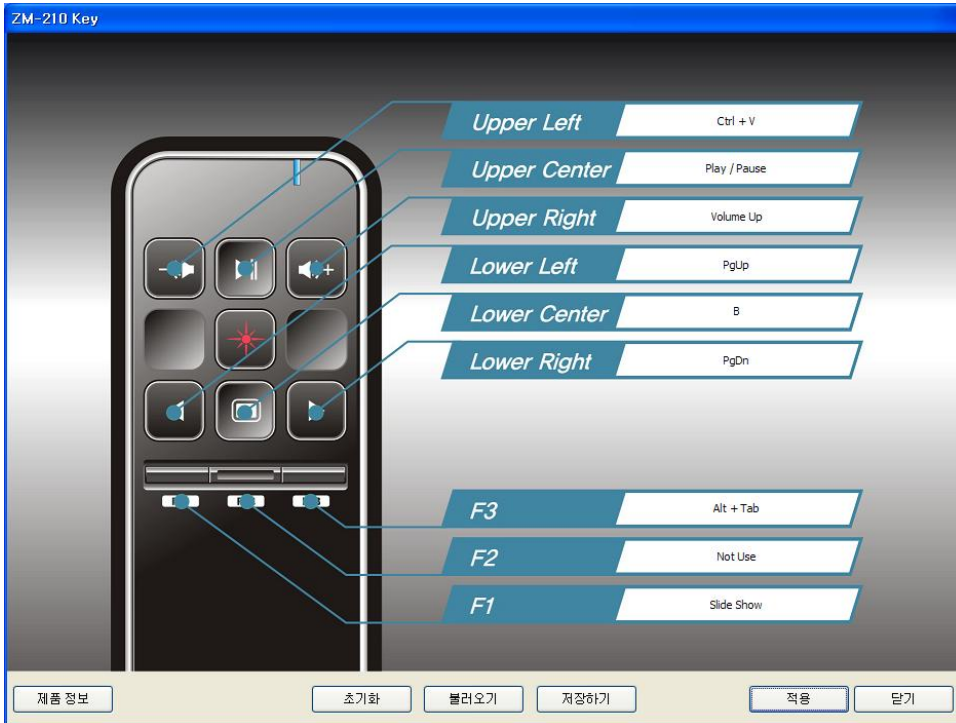 ZM-210 Key
Upper Left Ctrl + V
Upper Center Play / Pause
Upper Right Volume Up
Lower Left PgUp
Lower Center B
Lower Right PgDn
F3 Alt + Tab
F2 Not Use
F1 Slide Show
제품 정보 초기화 불러오기 저장하기 적용 닫기